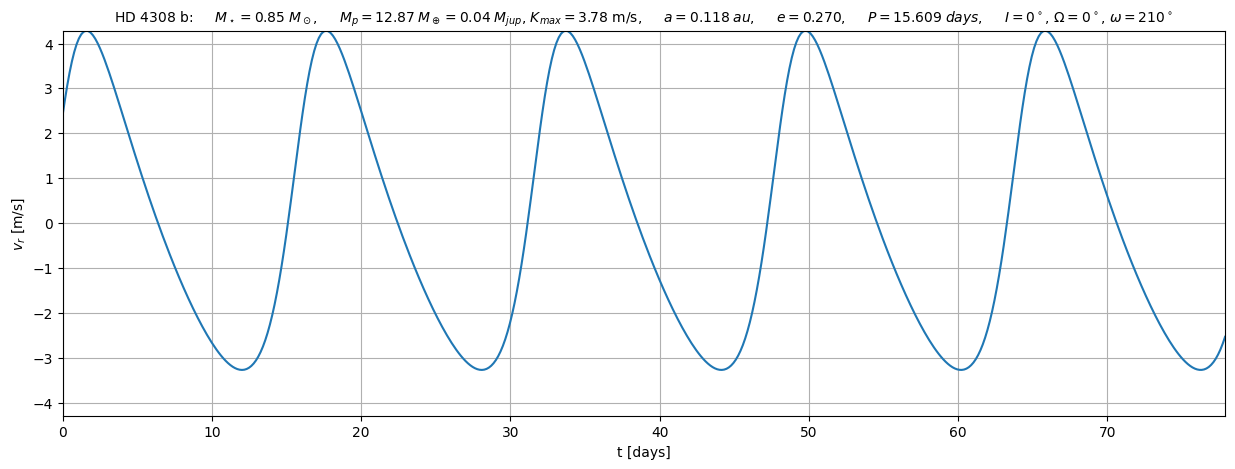 HD 4308 b: M⋆ = 0.85 M⊙, Mp = 12.87 M⊕ = 0.04 Mjup, Kmax = 3.78 m/s, a = 0.118 au, e = 0.270, P = 15.609 days, I = 0°, Ω = 0°, ω = 210°
4
3
2
1
0
−1
−2
−3
−4
vr [m/s]
0 10 20 30 40 50 60 70
t [days]